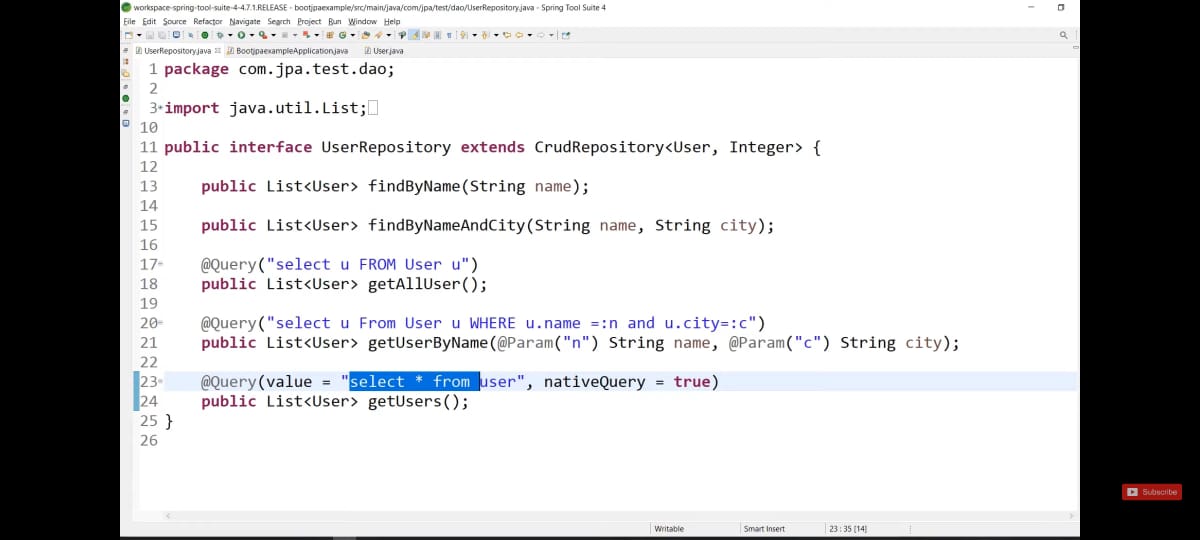 workspace-spring-tool-suite-4-4.7.1.RELEASE - bootjpaexample/src/main/java/com/jpa/test/dao/UserRepository.java - Spring Tool Suite 4
File Edit Source Refactor Navigate Search Project Run Window Help
UserRepository.java BootjpaexampleApplication.java User.java
1 package com.jpa.test.dao;
2
3 import java.util.List;
10
11 public interface UserRepository extends CrudRepository<User, Integer> {
12
13 public List<User> findByName(String name);
14
15 public List<User> findByNameAndCity(String name, String city);
16
17 @Query("select u FROM User u")
18 public List<User> getAllUser();
19
20 @Query("select u From User u WHERE u.name =:n and u.city=:c")
21 public List<User> getUserByName(@Param("n") String name, @Param("c") String city);
22
23 @Query(value = "select * from user", nativeQuery = true)
24 public List<User> getUsers();
25 }
26
Subscribe
Writable Smart Insert 23 : 35 [14]